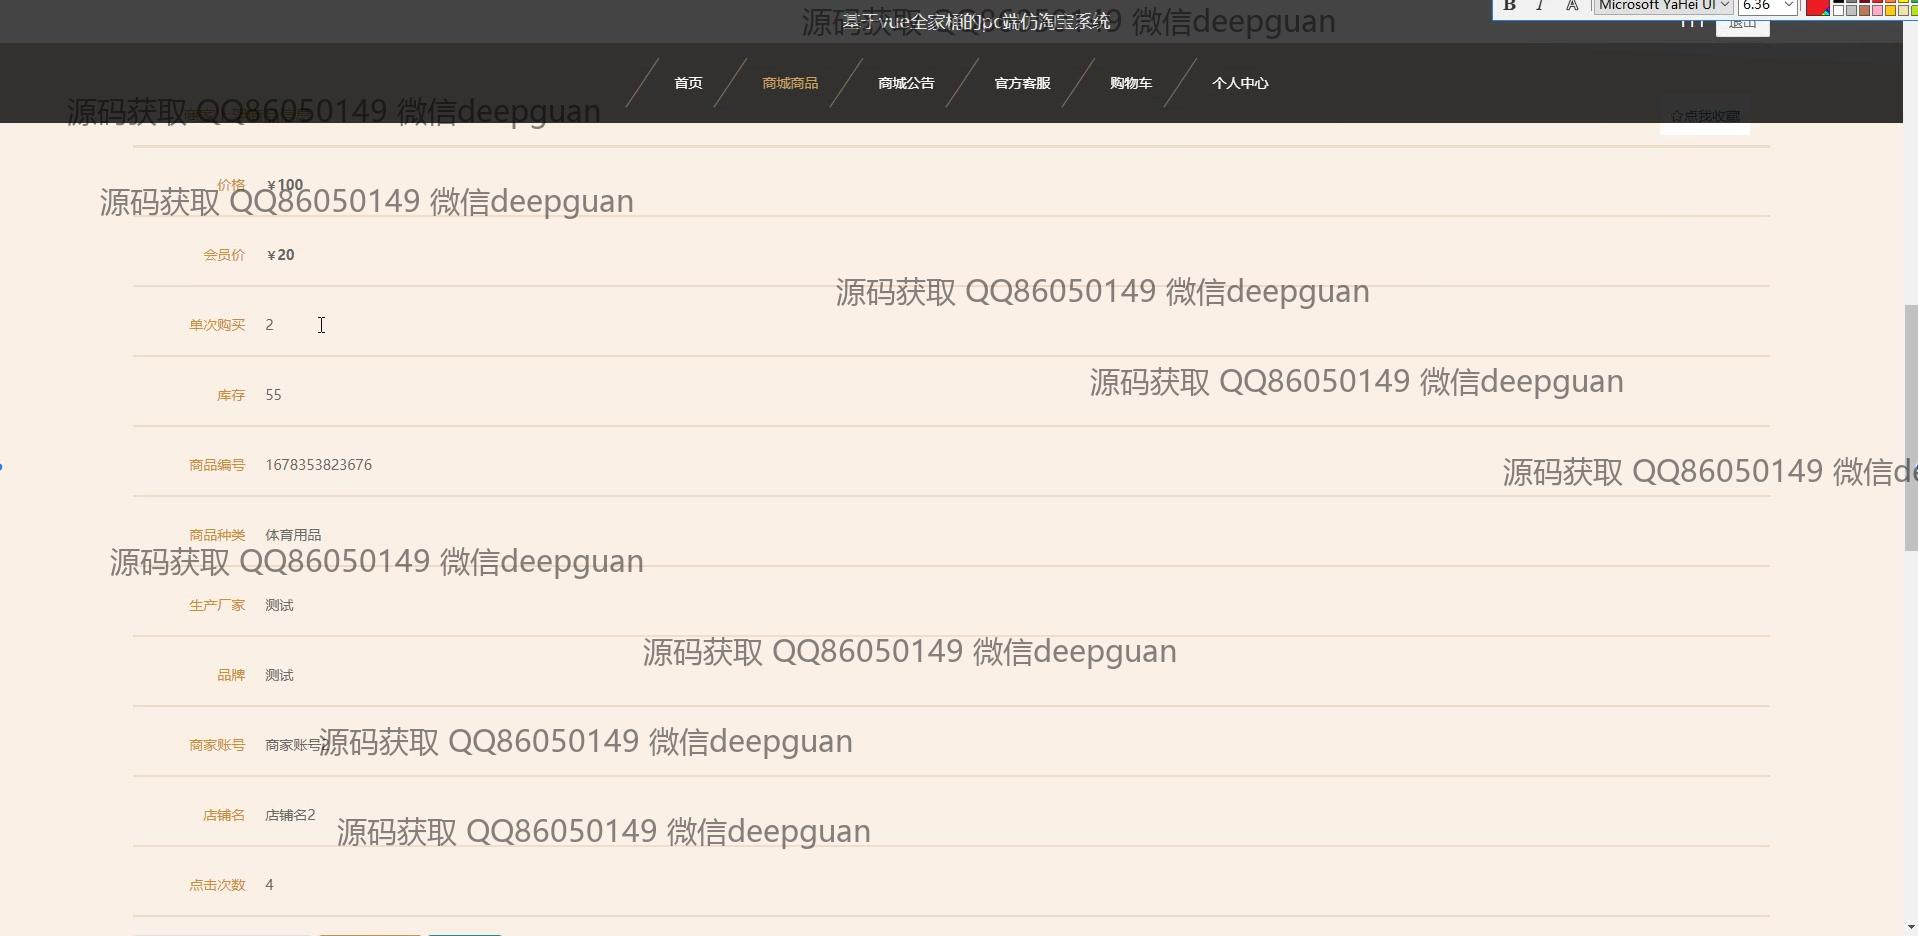 B I A Microsoft YaHei UI 6.36
基于vue全家桶的pc端仿淘宝系统
源码获取 QQ86050149 微信deepguan
111 退出
首页 商城商品 商城公告 官方客服 购物车 个人中心
源码获取 QQ86050149 微信deepguan
☆点我收藏
价格 ￥100
源码获取 QQ86050149 微信deepguan
会员价 ￥20
源码获取 QQ86050149 微信deepguan
单次购买 2
源码获取 QQ86050149 微信deepguan
库存 55
商品编号 1678353823676
源码获取 QQ86050149 微信de
商品种类 体育用品
源码获取 QQ86050149 微信deepguan
生产厂家 测试
源码获取 QQ86050149 微信deepguan
品牌 测试
商家账号 商家账号2
源码获取 QQ86050149 微信deepguan
店铺名 店铺名2
源码获取 QQ86050149 微信deepguan
点击次数 4